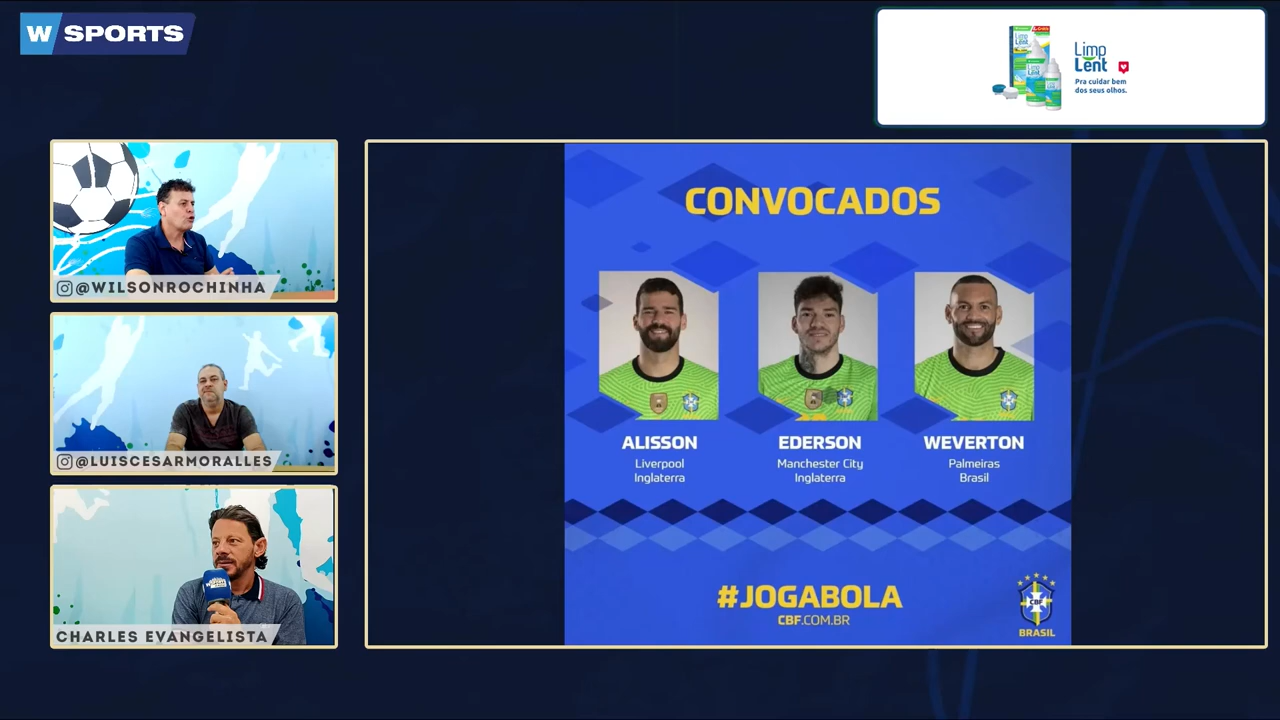 W SPORTS
Limp
Lent
Pra cuidar bem
dos seus olhos.
@WILSONROCHINHA
@LUISCESARMORALLES
CHARLES EVANGELISTA
CONVOCADOS
ALISSON
Liverpool
Inglaterra
EDERSON
Manchester City
Inglaterra
WEVERTON
Palmeiras
Brasil
#JOGABOLA
CBF.COM.BR
CBF
BRASIL